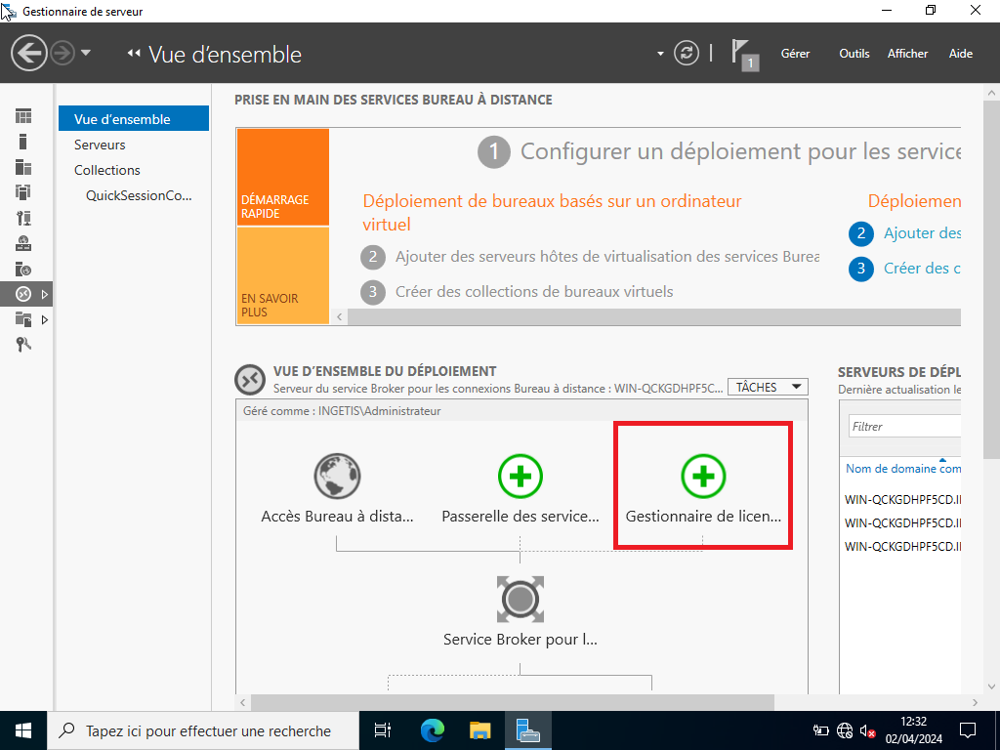 Gestionnaire de serveur
Vue d'ensemble
1
Gérer
Outils
Afficher
Aide
Vue d'ensemble
Serveurs
Collections
QuickSessionCo...
PRISE EN MAIN DES SERVICES BUREAU À DISTANCE
DÉMARRAGE
RAPIDE
EN SAVOIR
PLUS
1 Configurer un déploiement pour les service
Déploiement de bureaux basés sur un ordinateur
virtuel
2 Ajouter des serveurs hôtes de virtualisation des services Burea
3 Créer des collections de bureaux virtuels
Déploiemen
2 Ajouter des
3 Créer des c
VUE D'ENSEMBLE DU DÉPLOIEMENT
Serveur du service Broker pour les connexions Bureau à distance : WIN-QCKGDHPF5C...
TÂCHES
Géré comme : INGETIS\Administrateur
Accès Bureau à dista...
Passerelle des service...
Gestionnaire de licen...
Service Broker pour l...
SERVEURS DE DÉPL
Dernière actualisation le
Filtrer
Nom de domaine com
WIN-QCKGDHPF5CD.II
WIN-QCKGDHPF5CD.II
WIN-QCKGDHPF5CD.II
Tapez ici pour effectuer une recherche
12:32
02/04/2024